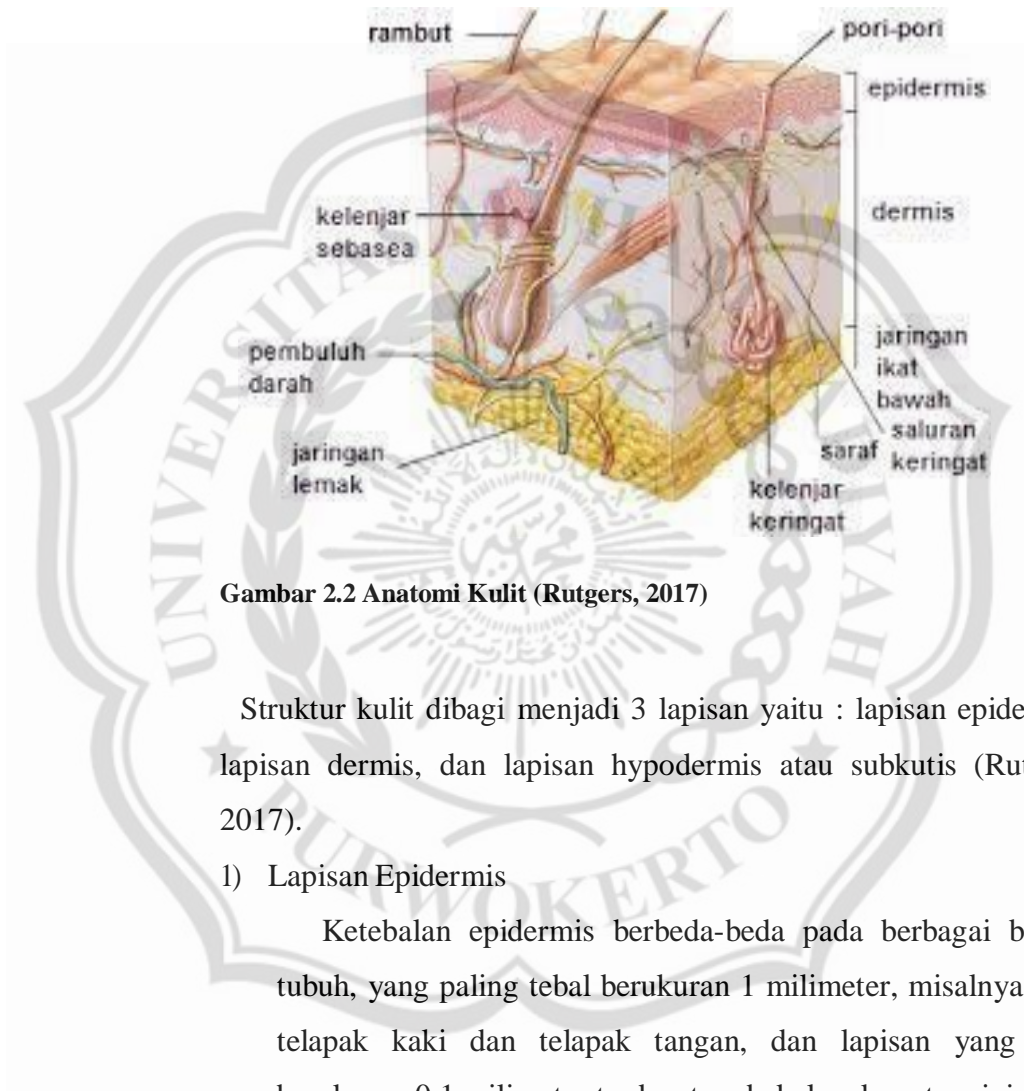 rambut
pori-pori
epidermis
kelenjar
sebasea
dermis
pembuluh
darah
jaringan
ikat
bawah
saluran
keringat
saraf
jaringan
lemak
kelenjar
keringat
UNIVERSITAS
PURWOKERTO
Gambar 2.2 Anatomi Kulit (Rutgers, 2017)
Struktur kulit dibagi menjadi 3 lapisan yaitu : lapisan
lapisan dermis, dan lapisan hypodermis atau subkutis
2017).
1) Lapisan Epidermis
Ketebalan epidermis berbeda-beda pada berbagai
tubuh, yang paling tebal berukuran 1 milimeter, misalnya
telapak kaki dan telapak tangan, dan lapisan yang